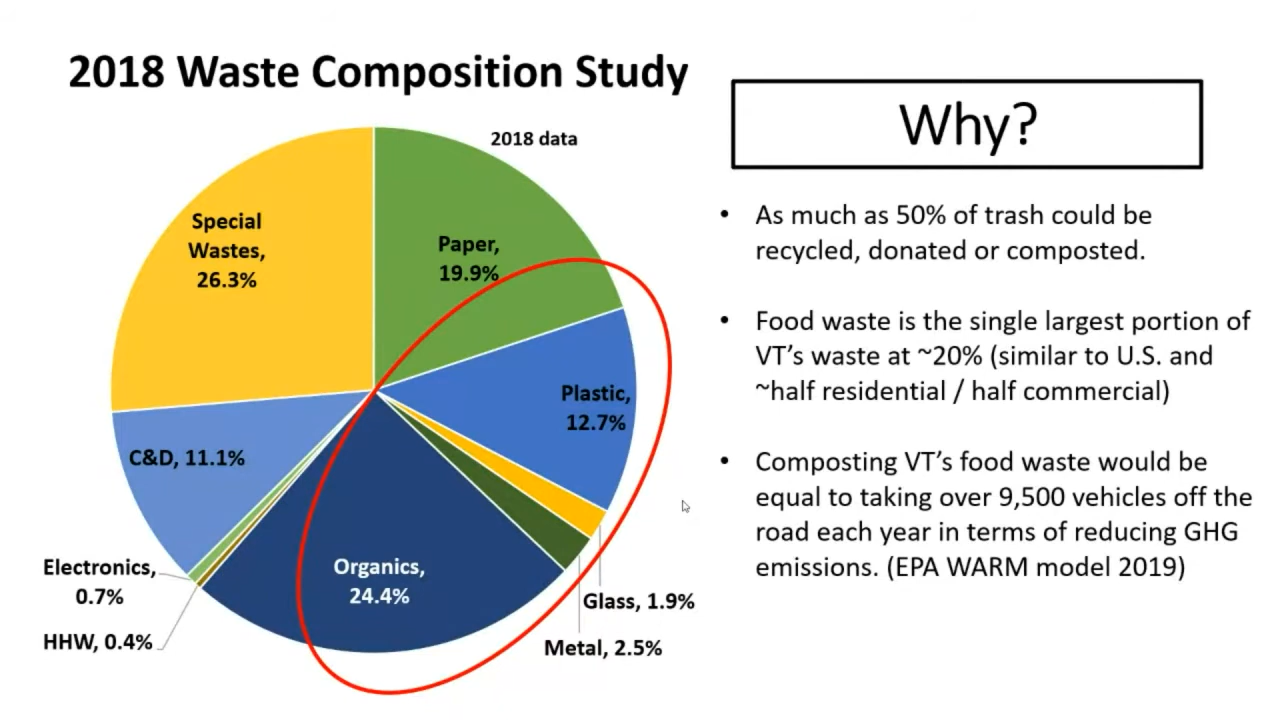 2018 Waste Composition Study
2018 data
Special
Wastes,
26.3%
Paper,
19.9%
Plastic,
12.7%
C&D, 11.1%
Electronics,
0.7%
HHW, 0.4%
Organics,
24.4%
Glass, 1.9%
Metal, 2.5%
Why?
• As much as 50% of trash could be
recycled, donated or composted.
• Food waste is the single largest portion of
VT’s waste at ~20% (similar to U.S. and
~half residential / half commercial)
• Composting VT’s food waste would be
equal to taking over 9,500 vehicles off the
road each year in terms of reducing GHG
emissions. (EPA WARM model 2019)